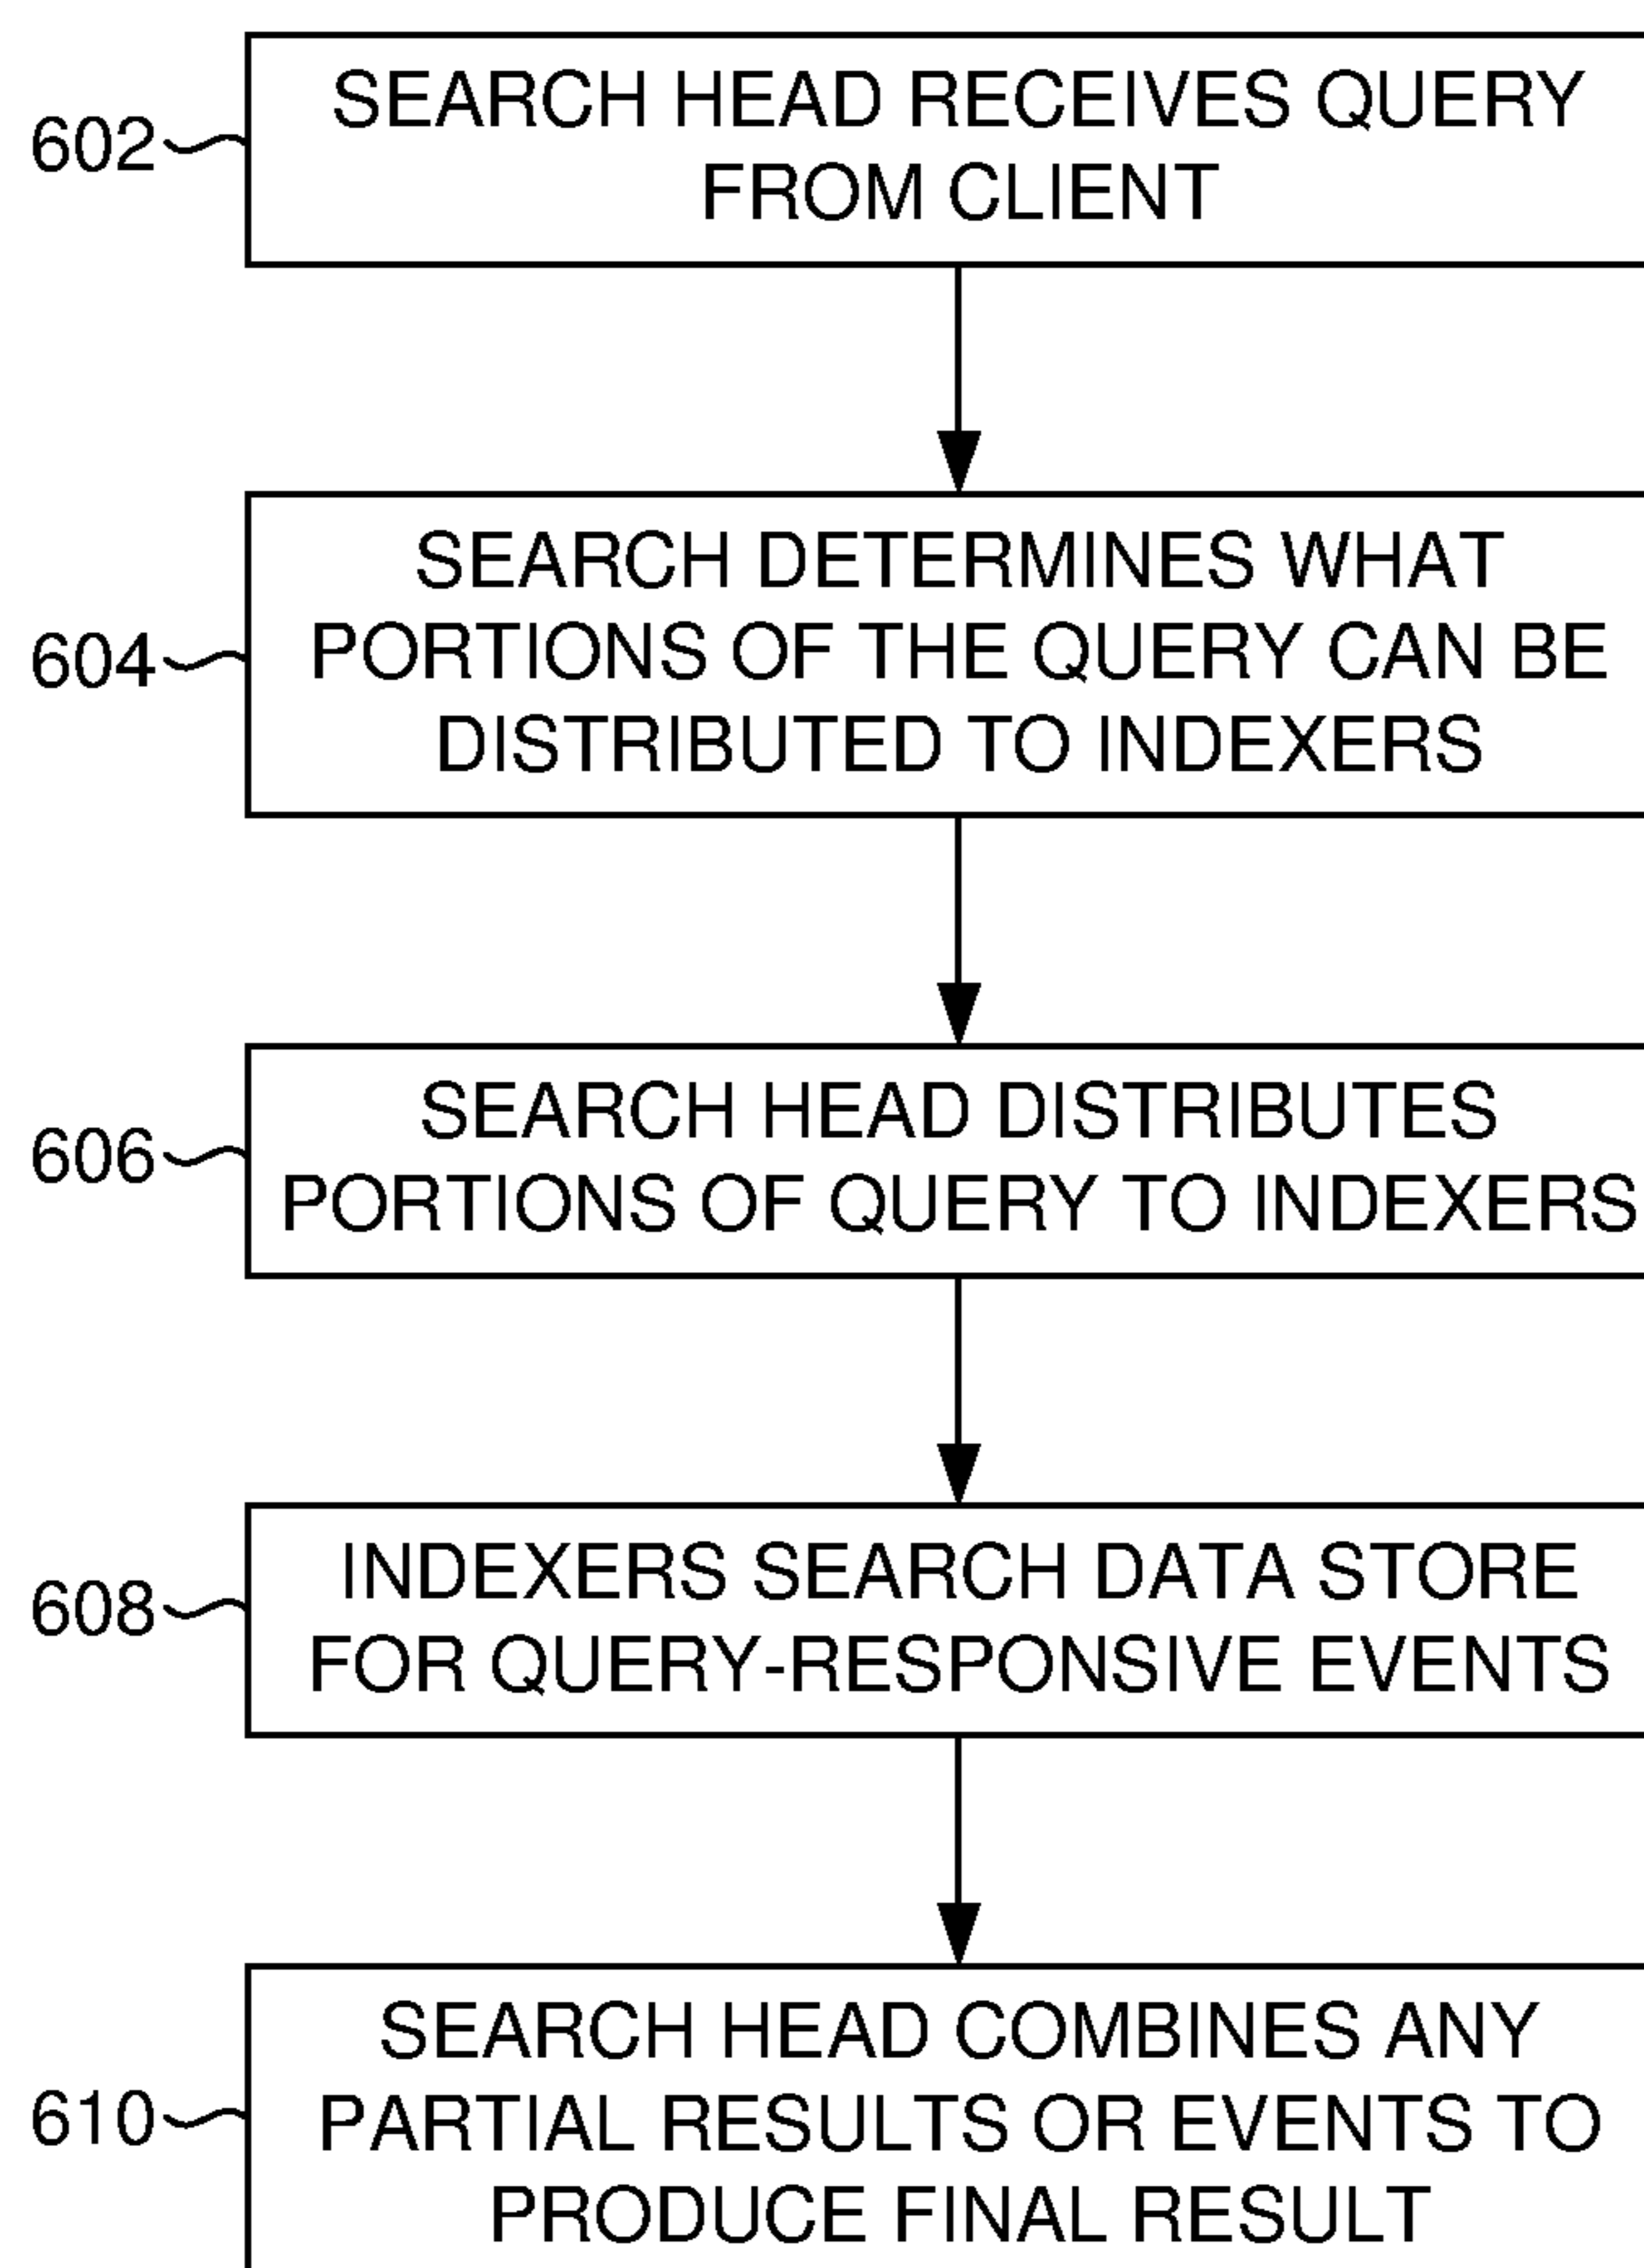 602
SEARCH HEAD RECEIVES QUERY
FROM CLIENT
604
SEARCH DETERMINES WHAT
PORTIONS OF THE QUERY CAN BE
DISTRIBUTED TO INDEXERS
606
SEARCH HEAD DISTRIBUTES
PORTIONS OF QUERY TO INDEXERS
608
INDEXERS SEARCH DATA STORE
FOR QUERY-RESPONSIVE EVENTS
610
SEARCH HEAD COMBINES ANY
PARTIAL RESULTS OR EVENTS TO
PRODUCE FINAL RESULT